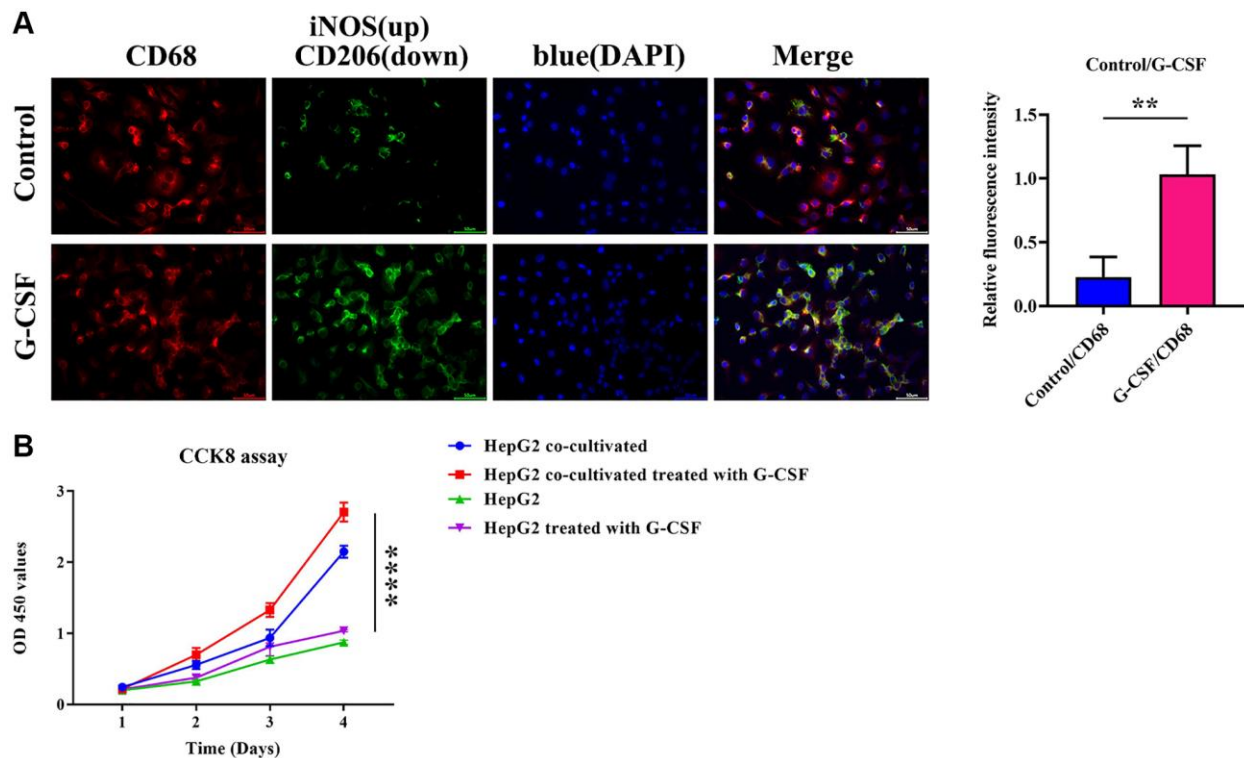 A
iNOS(up)
CD68 CD206(down) blue(DAPI) Merge
Control
G-CSF
50μm
50μm
Control/G-CSF
**
Relative fluorescence intensity
1.5
1.0
0.5
0.0
Control/CD68
G-CSF/CD68
B
CCK8 assay
OD 450 values
3
2
1
0
1 2 3 4
Time (Days)
****
HepG2 co-cultivated
HepG2 co-cultivated treated with G-CSF
HepG2
HepG2 treated with G-CSF